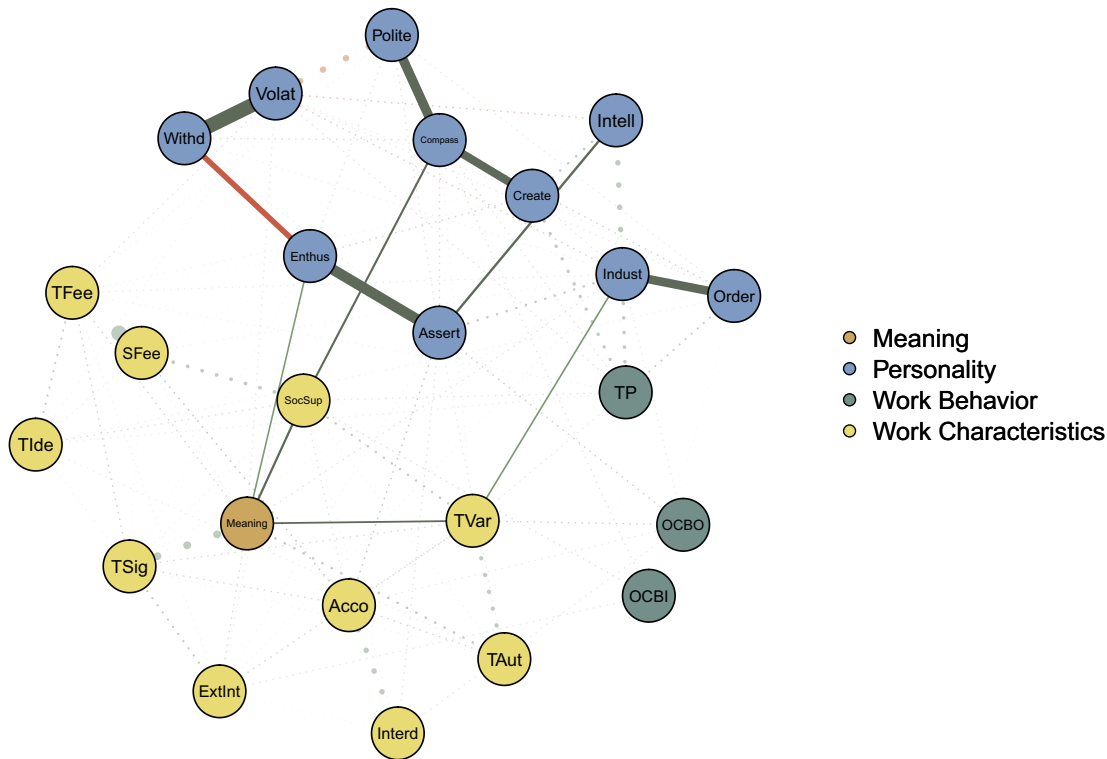 Polite
Volat
Intell
Withd
Compass
Create
Enthus
Indust
TFee
Order
Assert
SFee
Meaning
Personality
TP
SocSup
Work Behavior
TIde
Work Characteristics
Meaning
TVar
OCBO
TSig
OCBI
Acco
TAut
ExtInt
Interd